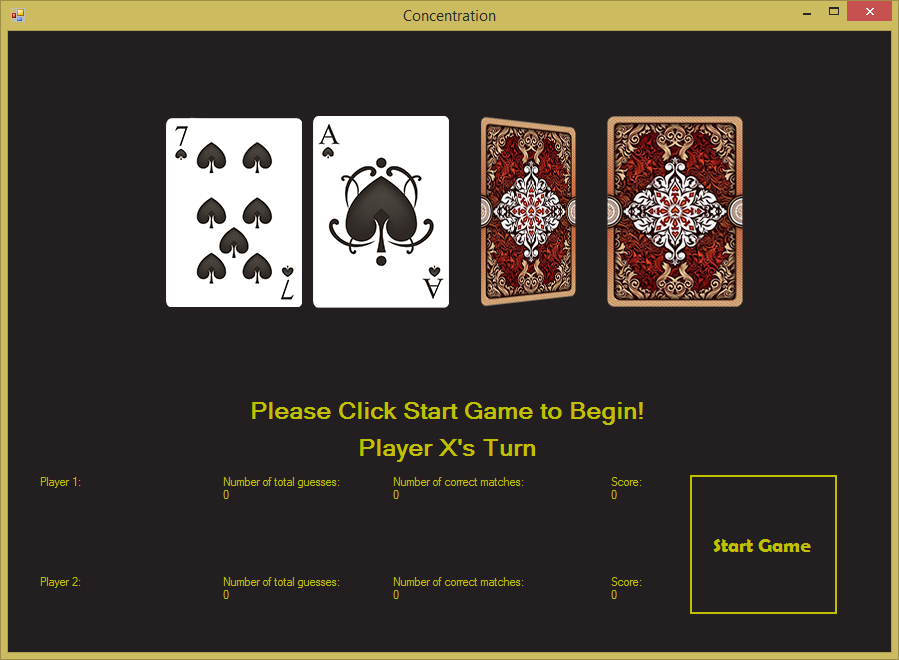 Concentration
7
A
7
A
Please Click Start Game to Begin!
Player X's Turn
Player 1:
Number of total guesses:
0
Number of correct matches:
0
Score:
0
Start Game
Player 2:
Number of total guesses:
0
Number of correct matches:
0
Score:
0